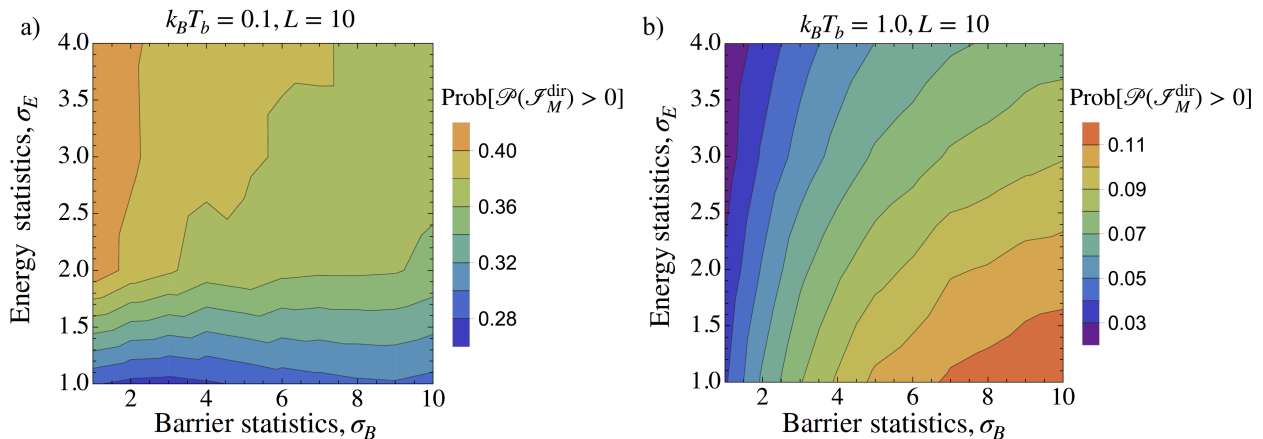 a)
k_BT_b = 0.1, L = 10
4.0
3.5
3.0
2.5
2.0
1.5
1.0
Energy statistics, σ_E
2 4 6 8 10
Barrier statistics, σ_B
Prob[𝒫(ℐ_M^dir) > 0]
0.40
0.36
0.32
0.28
b)
k_BT_b = 1.0, L = 10
4.0
3.5
3.0
2.5
2.0
1.5
1.0
Energy statistics, σ_E
2 4 6 8 10
Barrier statistics, σ_B
Prob[𝒫(ℐ_M^dir) > 0]
0.11
0.09
0.07
0.05
0.03